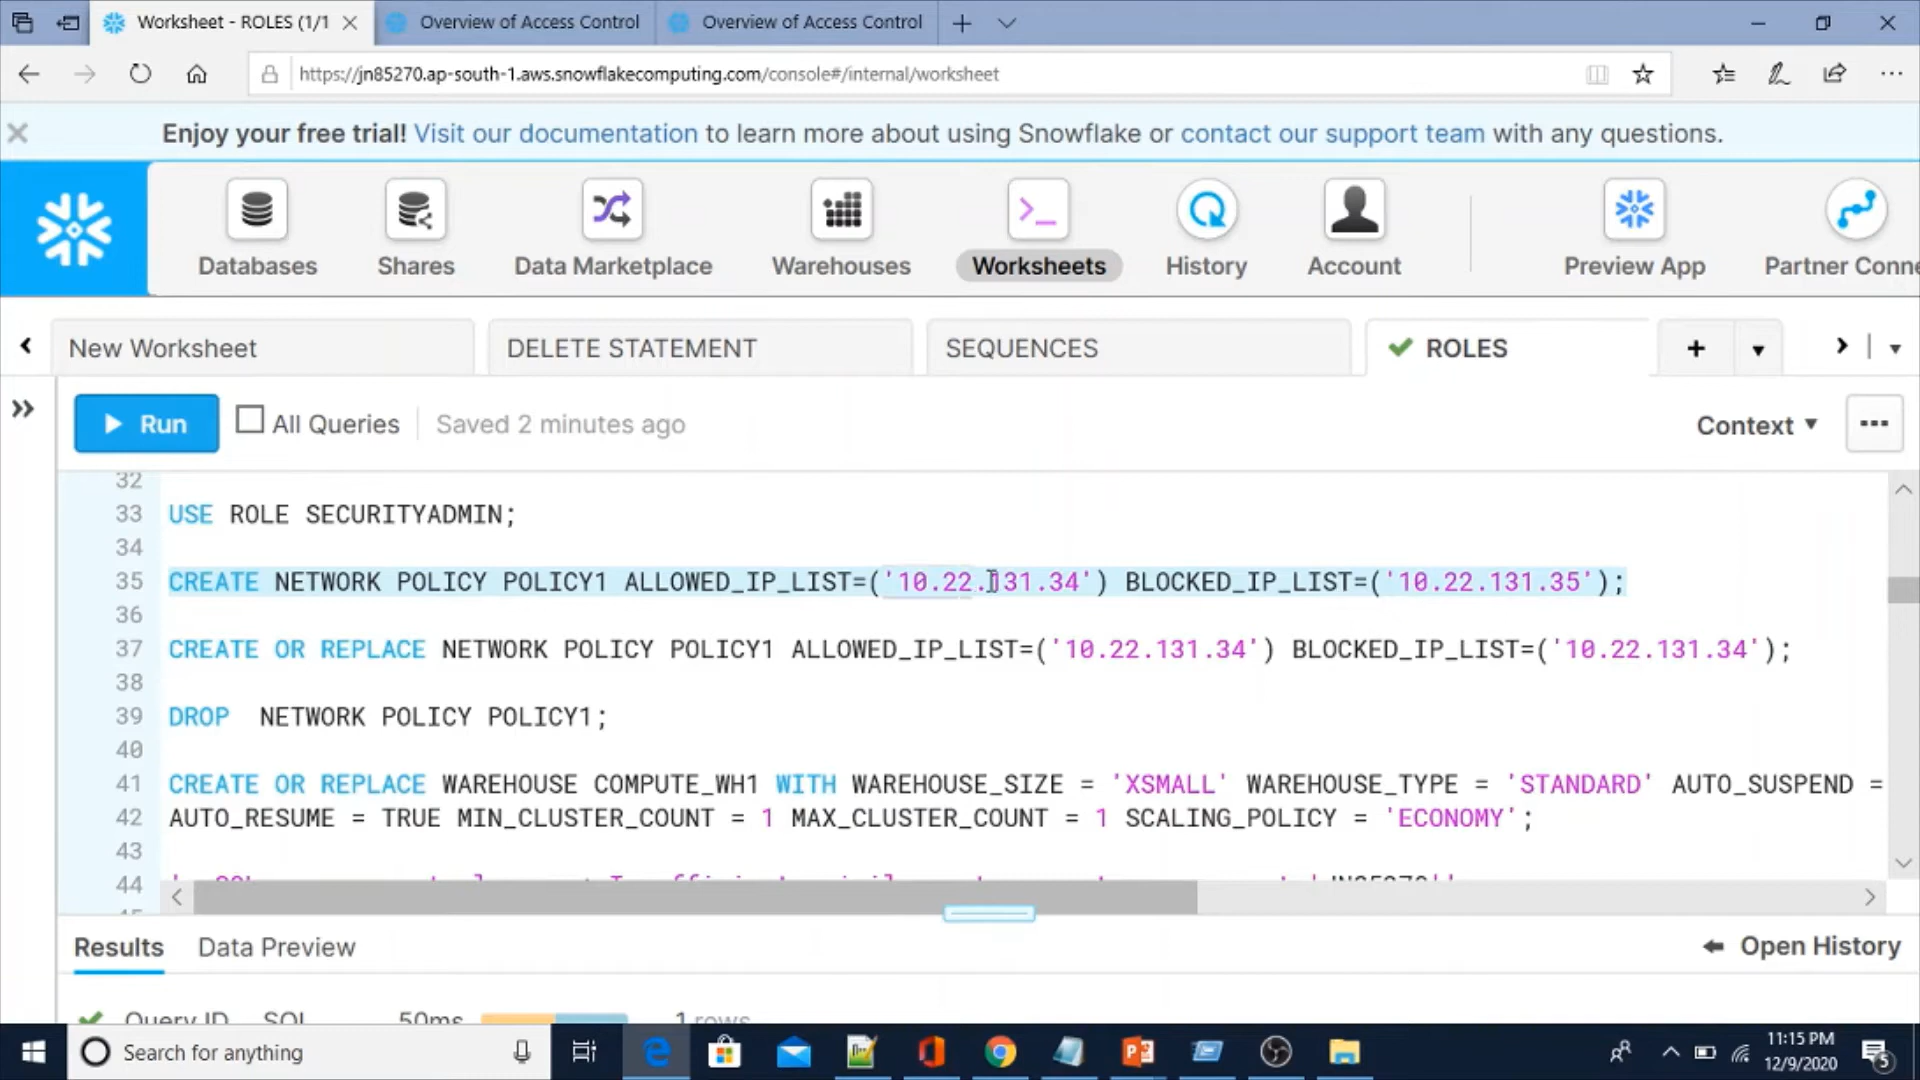 Worksheet - ROLES (1/1
Overview of Access Control
Overview of Access Control
https://jn85270.ap-south-1.aws.snowflakecomputing.com/console#/internal/worksheet
Enjoy your free trial! Visit our documentation to learn more about using Snowflake or contact our support team with any questions.
Databases
Shares
Data Marketplace
Warehouses
Worksheets
History
Account
Preview App
Partner Conne
New Worksheet
DELETE STATEMENT
SEQUENCES
ROLES
Run
All Queries
Saved 2 minutes ago
Context
32
33 USE ROLE SECURITYADMIN;
34
35 CREATE NETWORK POLICY POLICY1 ALLOWED_IP_LIST=('10.22.131.34') BLOCKED_IP_LIST=('10.22.131.35');
36
37 CREATE OR REPLACE NETWORK POLICY POLICY1 ALLOWED_IP_LIST=('10.22.131.34') BLOCKED_IP_LIST=('10.22.131.34');
38
39 DROP  NETWORK POLICY POLICY1;
40
41 CREATE OR REPLACE WAREHOUSE COMPUTE_WH1 WITH WAREHOUSE_SIZE = 'XSMALL' WAREHOUSE_TYPE = 'STANDARD' AUTO_SUSPEND =
42 AUTO_RESUME = TRUE MIN_CLUSTER_COUNT = 1 MAX_CLUSTER_COUNT = 1 SCALING_POLICY = 'ECONOMY';
43
44
Results
Data Preview
Open History
Query ID SQL 50ms 1 rows
Search for anything
11:15 PM
12/9/2020
5